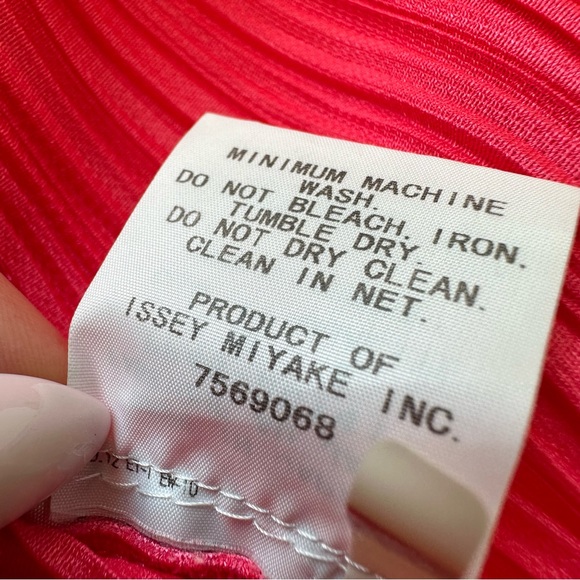 MINIMUM MACHINE
WASH.
DO NOT BLEACH. IRON.
TUMBLE DRY.
DO NOT DRY CLEAN.
CLEAN IN NET.
PRODUCT OF
ISSEY MIYAKE INC.
7569068